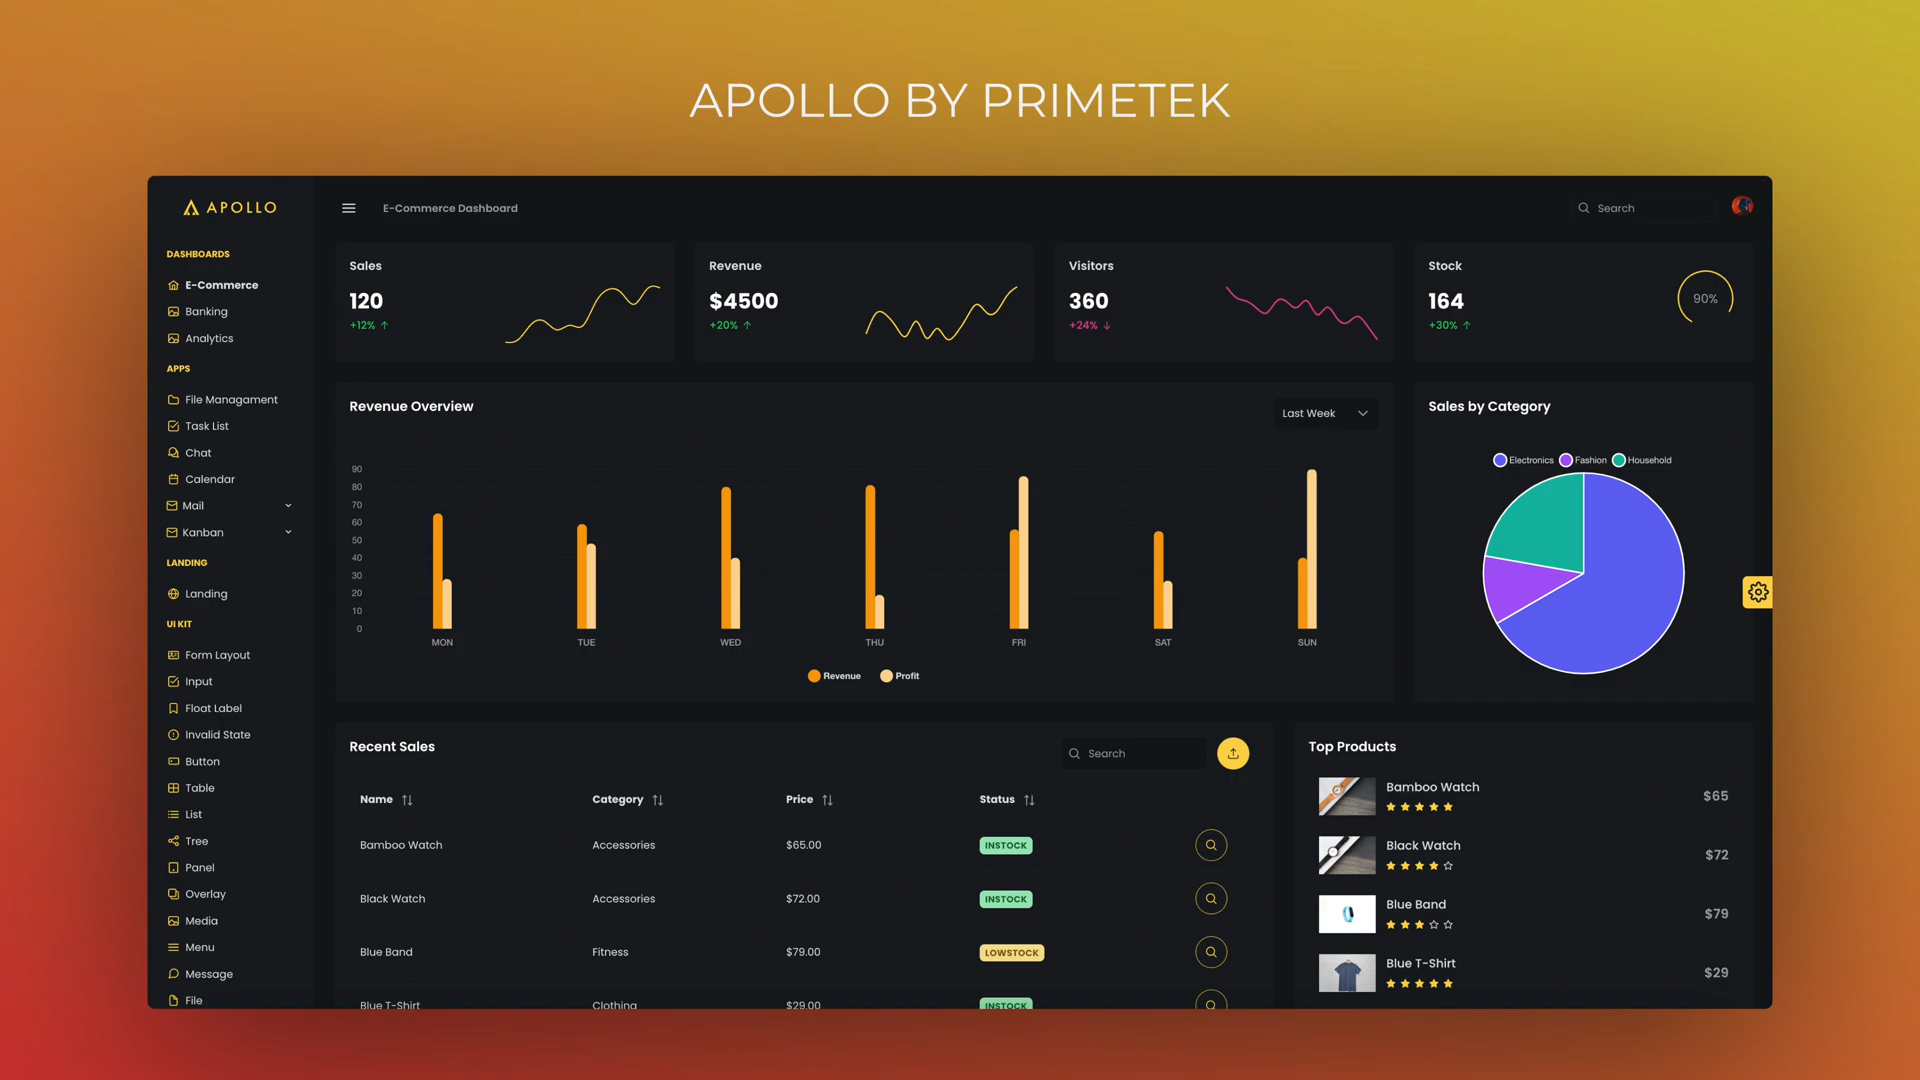 APOLLO BY PRIMETEK
APOLLO
E-Commerce Dashboard
Search
DASHBOARDS
E-Commerce
Banking
Analytics
APPS
File Managament
Task List
Chat
Calendar
Mail
Kanban
LANDING
Landing
UI KIT
Form Layout
Input
Float Label
Invalid State
Button
Table
List
Tree
Panel
Overlay
Media
Menu
Message
File
Sales
120
+12%
Revenue
$4500
+20%
Visitors
360
+24%
Stock
164
+30%
90%
Revenue Overview
Last Week
90
80
70
60
50
40
30
20
10
0
MON TUE WED THU FRI SAT SUN
Revenue Profit
Sales by Category
Electronics Fashion Household
Recent Sales
Search
Name Category Price Status
Bamboo Watch Accessories $65.00 INSTOCK
Black Watch Accessories $72.00 INSTOCK
Blue Band Fitness $79.00 LOWSTOCK
Blue T-Shirt Clothing $29.00 INSTOCK
Top Products
Bamboo Watch
$65
Black Watch
$72
Blue Band
$79
Blue T-Shirt
$29